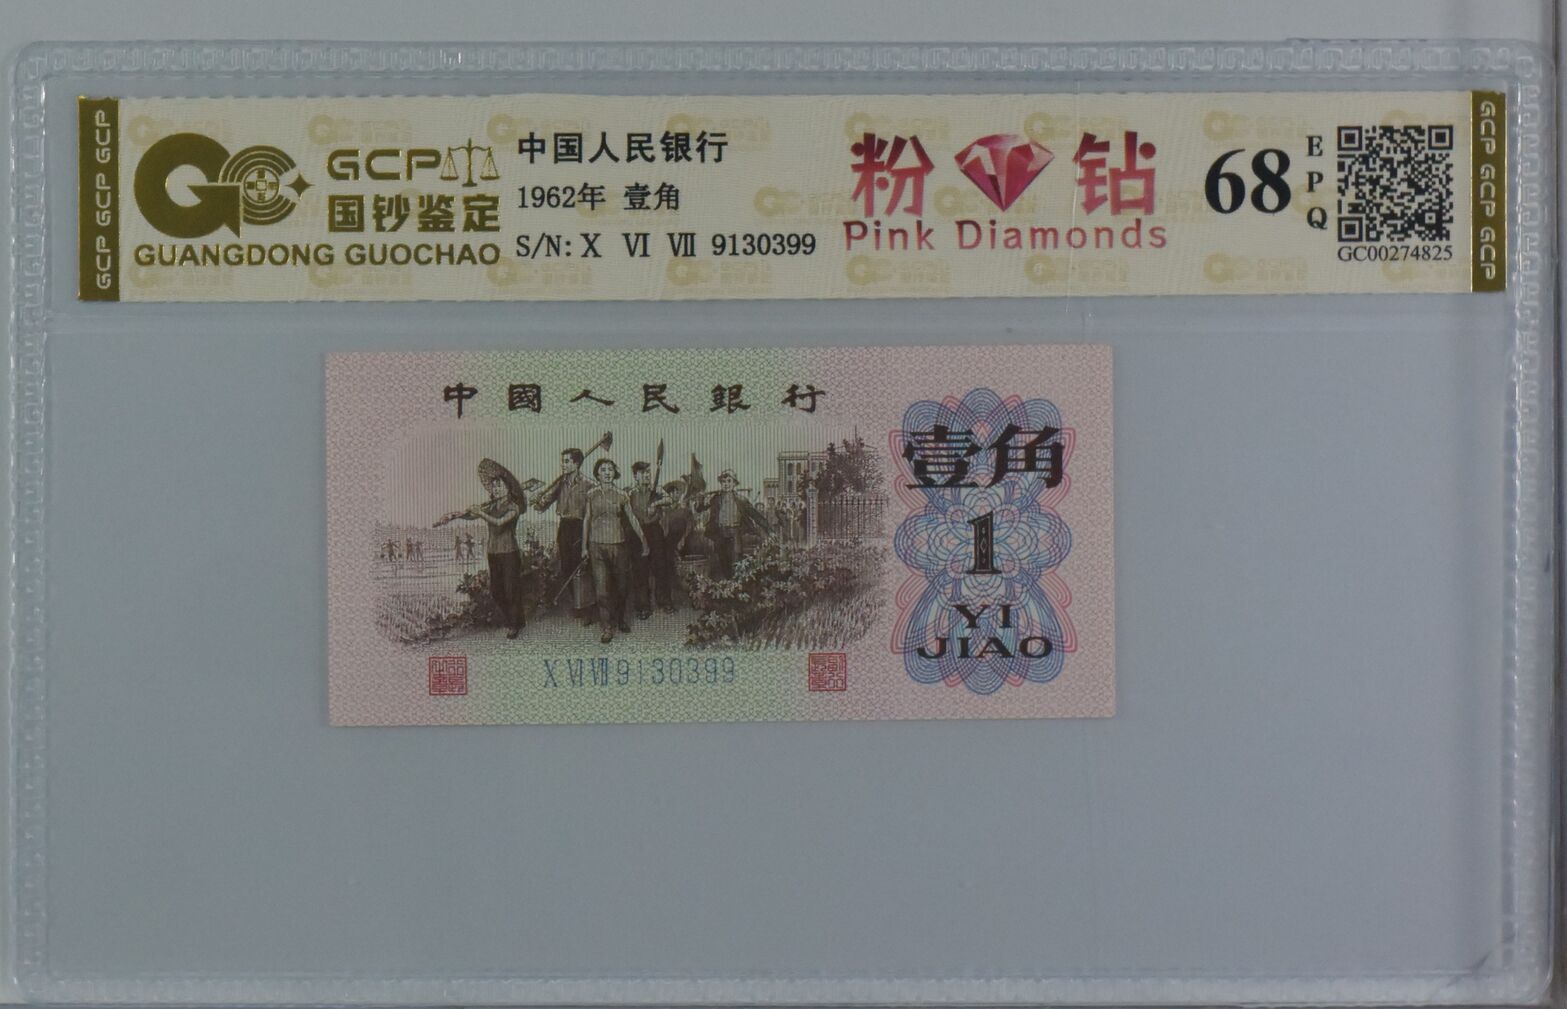 GCP GCP GCP
GCP
国钞鉴定
GUANGDONG GUOCHAO
中国人民银行
1962年 壹角
S/N: X Ⅵ Ⅶ 9130399
粉钻
Pink Diamonds
68
EPQ
GC00274825
GCP GCP GCP
中國人民銀行
壹角
1
YI
JIAO
X Ⅵ Ⅶ 9130399